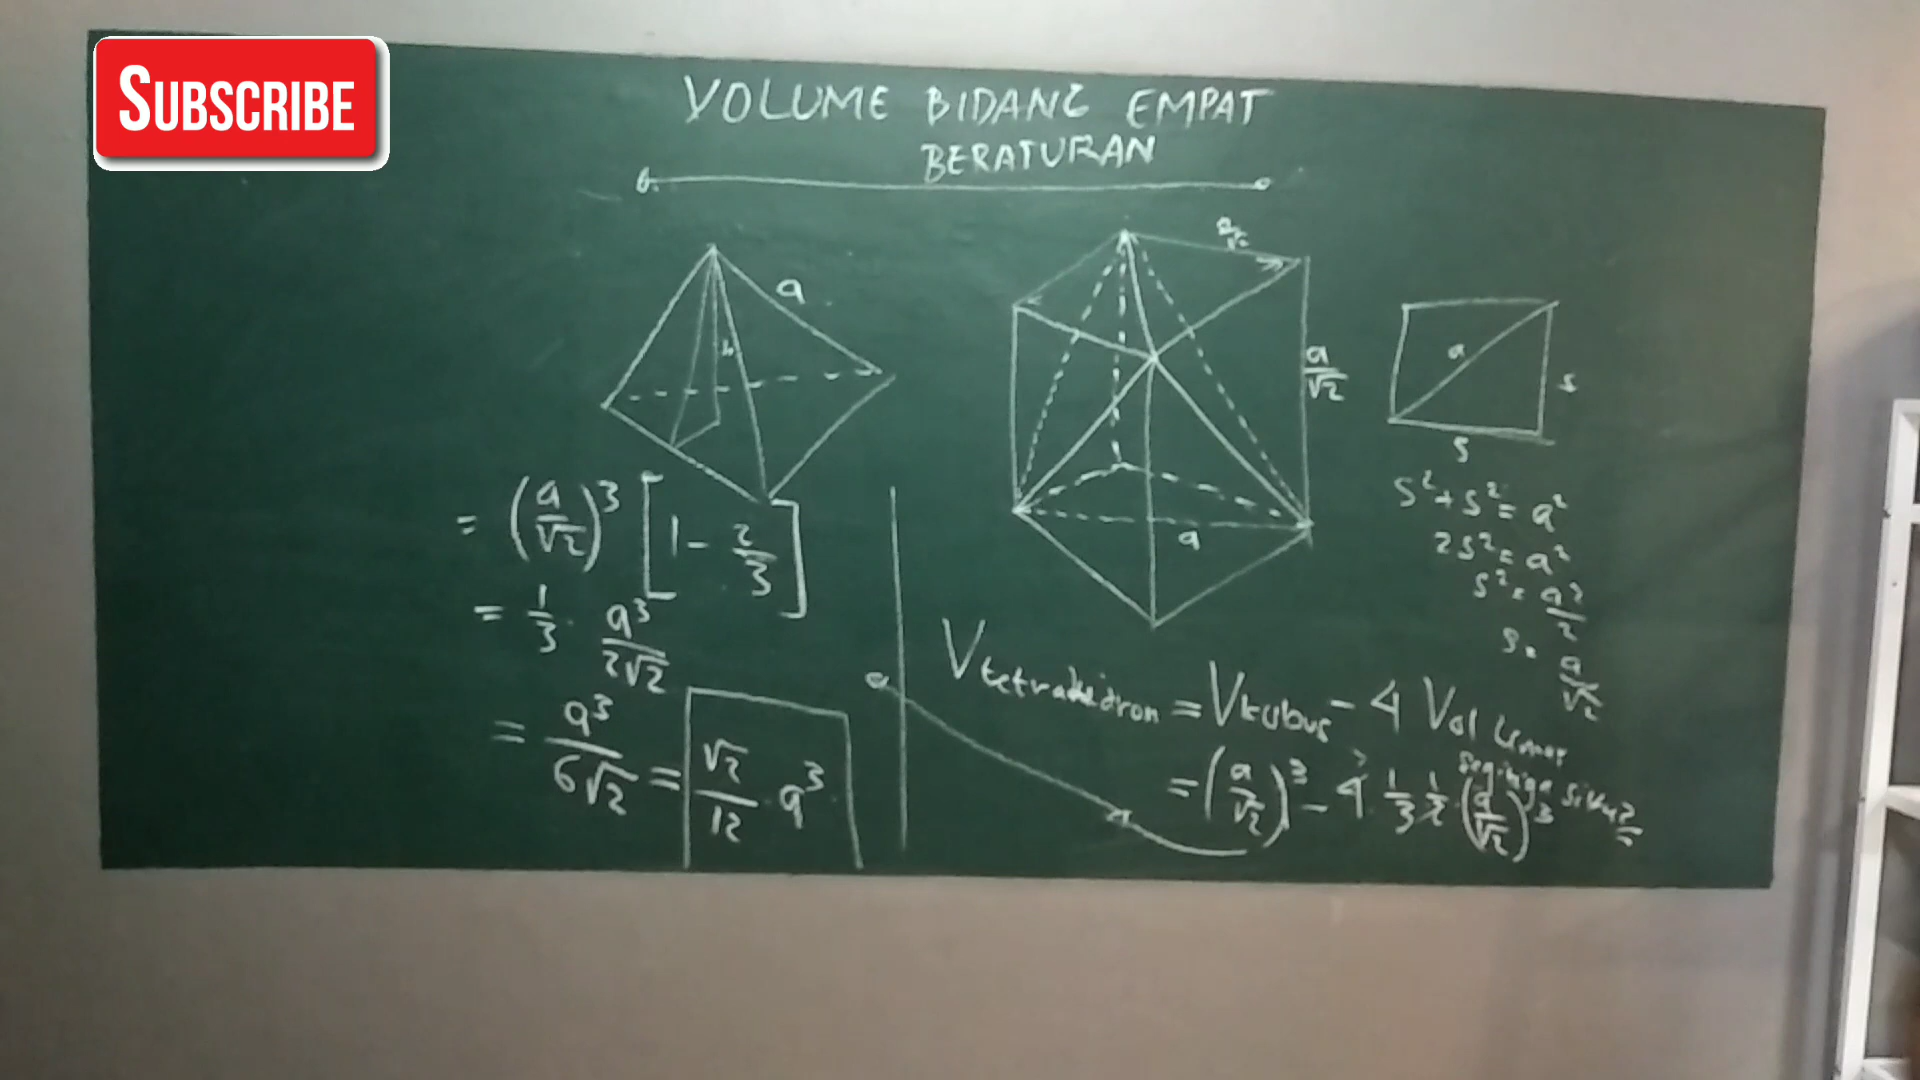 SUBSCRIBE
VOLUME BIDANG EMPAT
BERATURAN
a
a/√2
a/√2
a
a
s
s
s² + s² = a²
2s² = a²
s² = a²/2
s = a/√2
V tetrahedron = V kubus - 4 Vol Limas
segitiga siku2
= (a/√2)³ - 4 · 1/3 · 1/2 (a/√2)³
= (a/√2)³ [1 - 2/3]
= 1/3 · a³/2√2
= a³/6√2 = √2/12 · a³